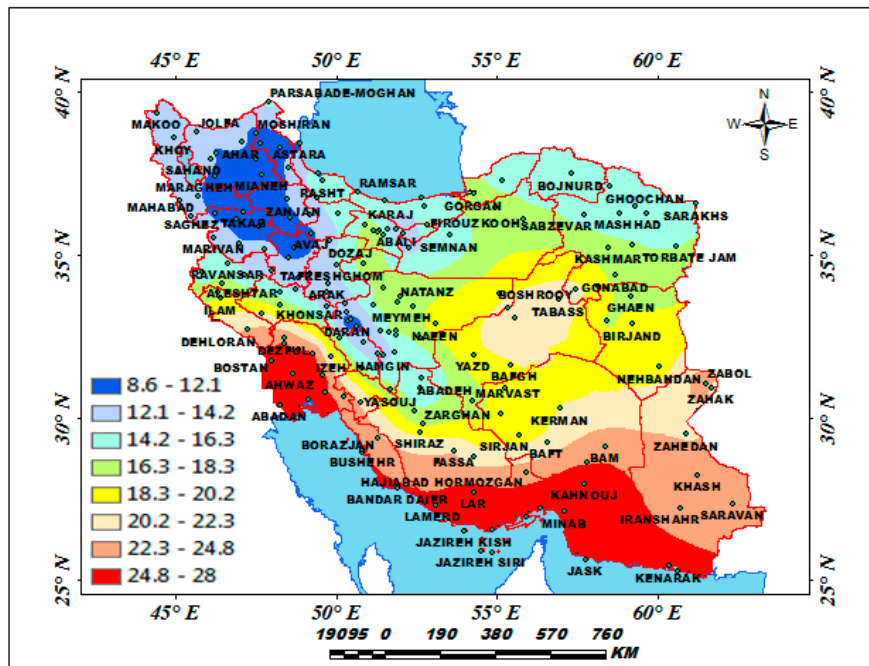 45° E 50° E 55° E 60° E
40° N 40° N
PARSABADE-MOGHAN
N
W E
S
MAKOO JOLFA MOSHIRAN
KHOY AHAR ASTARA
SAHAND
MARAGHEH MIANEH RASHT RAMSAR BOJNURD
MAHABAD ZANJAN KARAJ GORGAN GHOOCHAN
SAGHEZ TAKAB ABALI FIROUZKOOH SABZEVAR MASHHAD SARAKHS
MARIVAN AVAJ DOZAJ SEMNAN KASHMAR TORBATE JAM
35° N 35° N
RAVANSAR TAFRESH GHOM
ALESHTAR ARAK NATANZ BOSHROOY GONABAD
ILAM KHONSAR MEYMEH TABASS GHAEN
DEHLORAN DARAN NAEEN BIRJAND
BOSTAN DEZFUL IZEH HAMGIN YAZD BAFGH NEHBANDAN ZABOL
AHWAZ ABADEH MARVAST ZAHAK
ABADAN YASOUJ ZARGHAN KERMAN
30° N 30° N
BORAZJAN SHIRAZ SIRJAN BAFT BAM ZAHEDAN
BUSHEHR FASSA
HAJIABAD HORMOZGAN KAHNOUJ KHASH
BANDAR DAIER LAR
LAMERD MINAB IRANSHAHR SARAVAN
JAZIREH KISH
JAZIREH SIRI JASK KENARAK
25° N 25° N
8.6 - 12.1
12.1 - 14.2
14.2 - 16.3
16.3 - 18.3
18.3 - 20.2
20.2 - 22.3
22.3 - 24.8
24.8 - 28
45° E 50° E 55° E 60° E
19095 0 190 380 570 760
KM